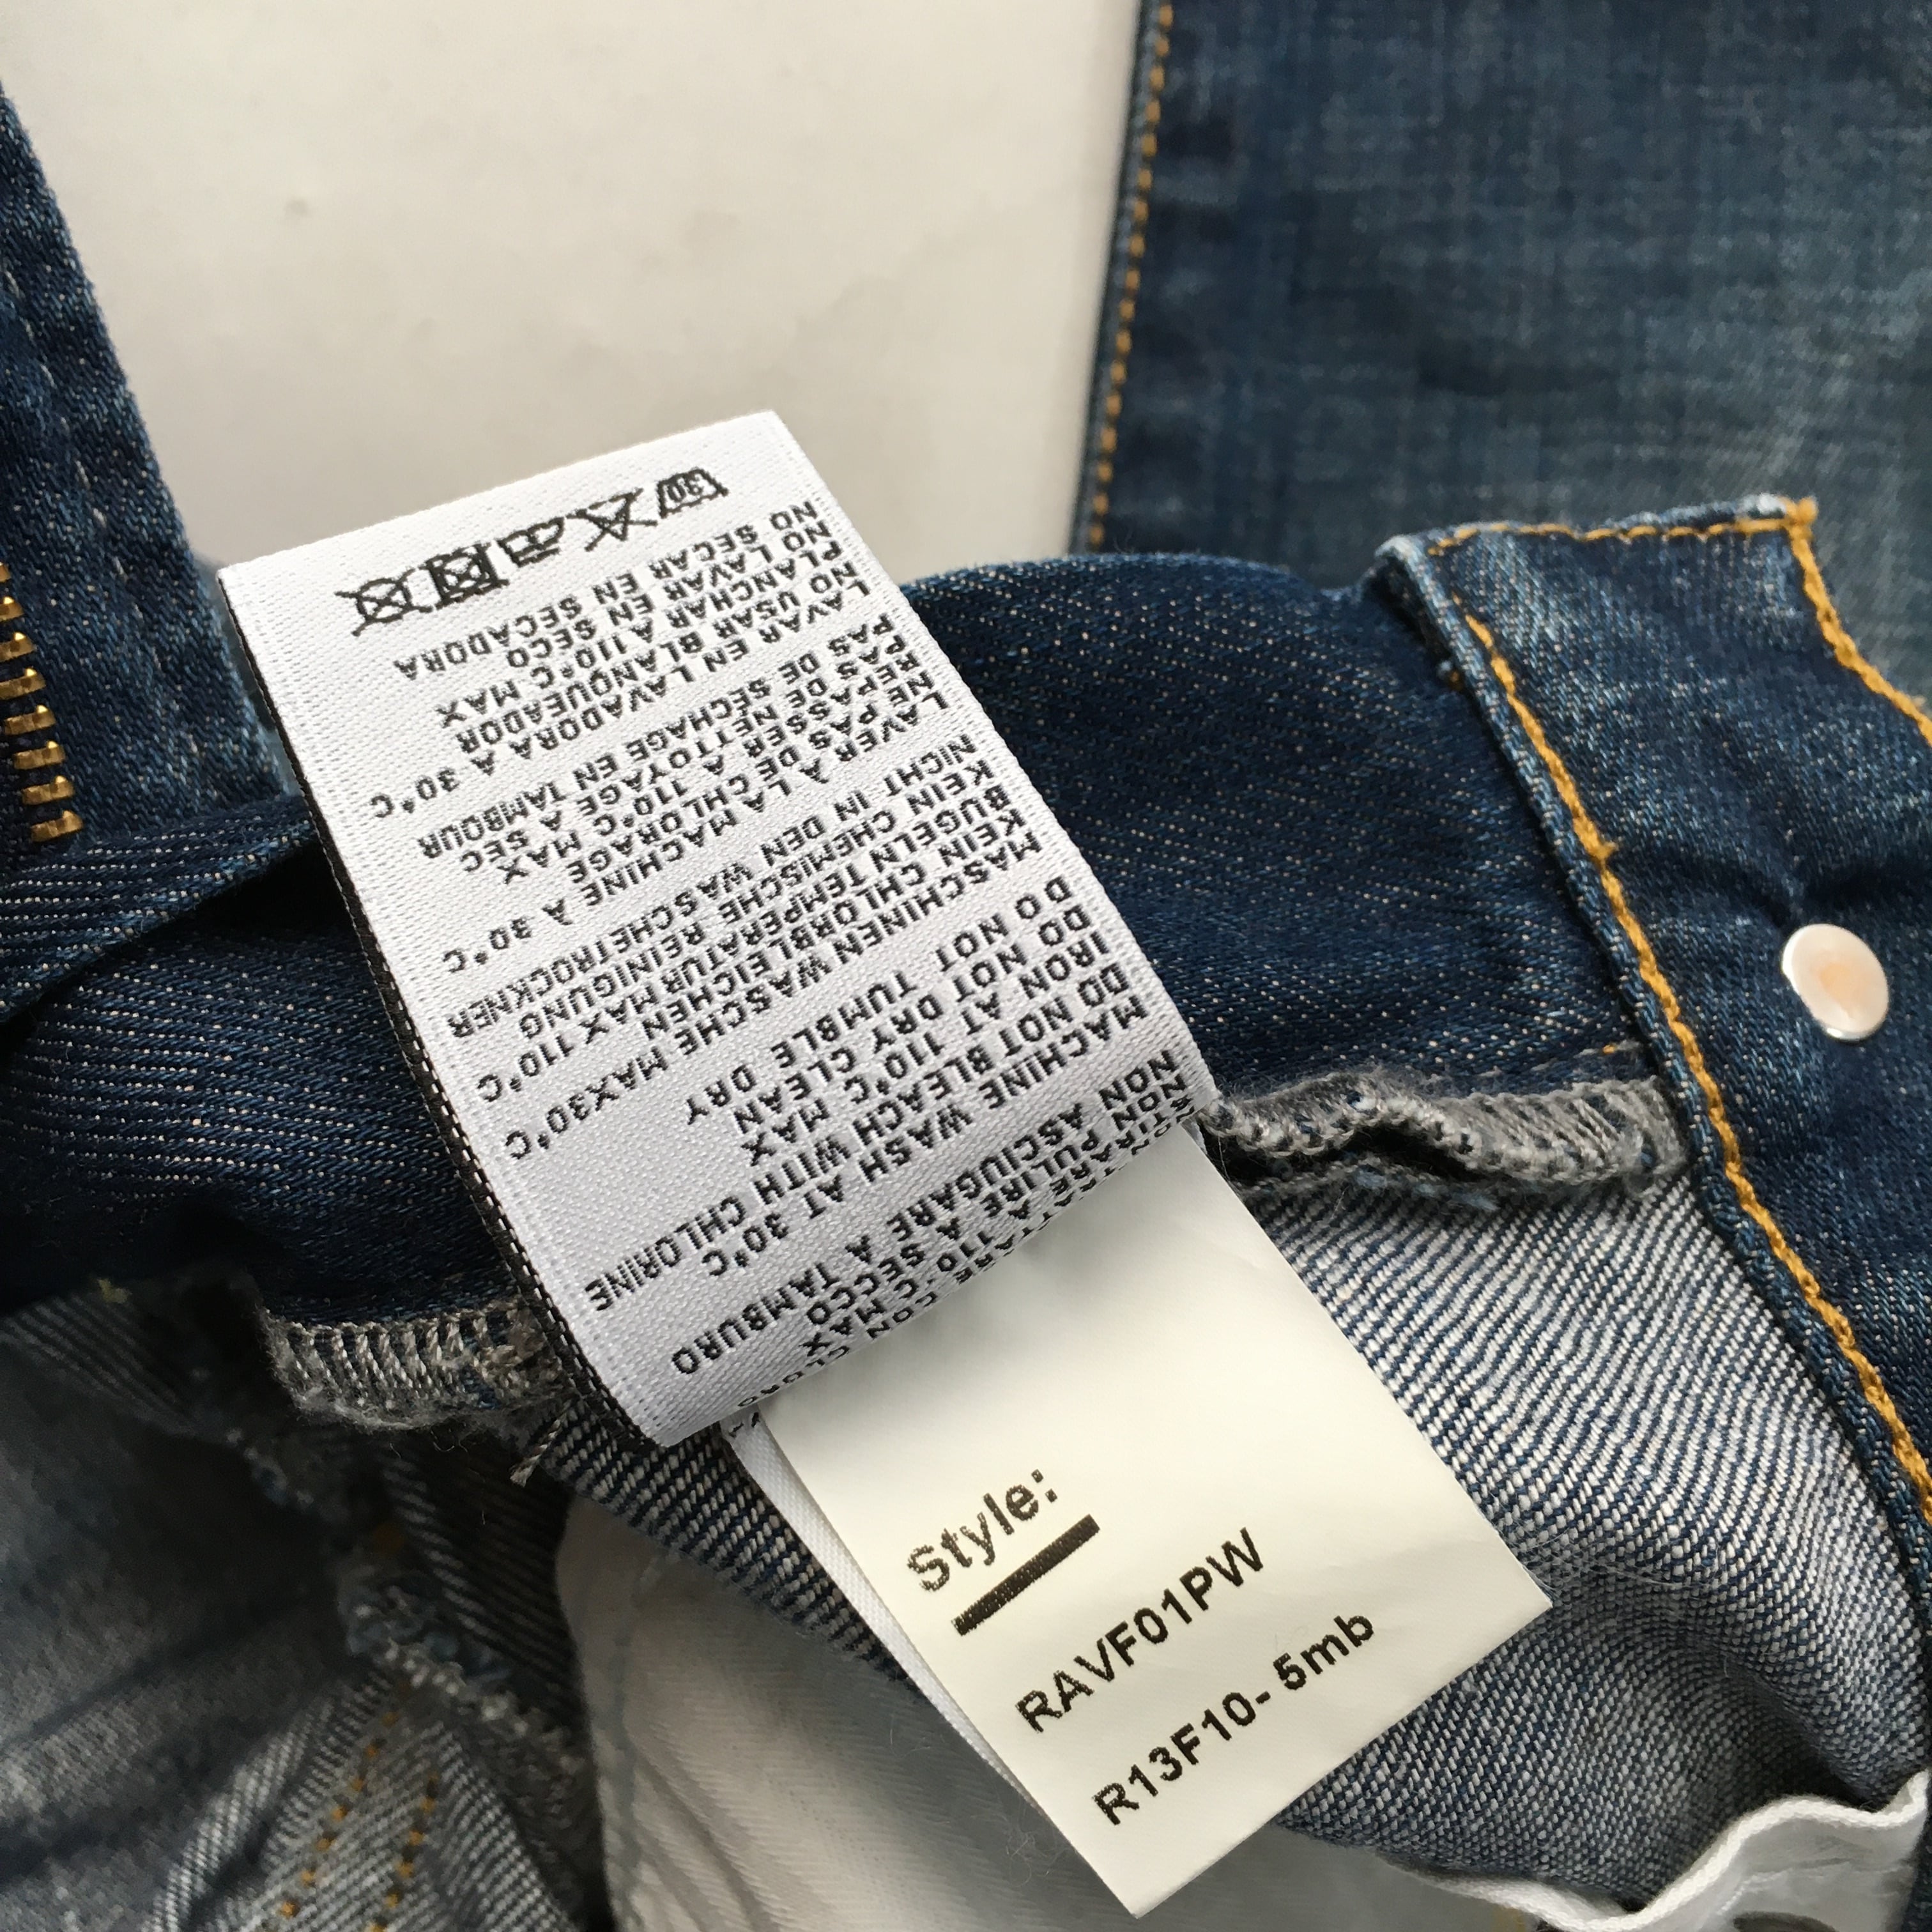 NON PULIRE A SECCO
NON ASCIUGARE A TAMBURO
MACHINE WASH AT 30°C
DO NOT BLEACH WITH CHLORINE
IRON AT 110°C MAX
DO NOT DRY CLEAN
DO NOT TUMBLE DRY
MASCHINEN WASCHE MAX30°C
KEIN CHLORBLEICHEN
BUGELN TEMPERATUR MAX 110°C
KEIN CHEMISCHE REINIGUNG
NICHT IN DEN WASCHETROCKNER
LAVER A LA MACHINE A 30°C
PAS DE CHLORAGE
A 110°C MAX
PAS DE NETTOYAGE A SEC
PAS DE SECHAGE EN TAMBOUR
LAVAR EN LAVADORA A 30°C
NO USAR BLANQUEADOR
PLANCHAR A 110°C MAX
NO LAVAR EN SECO
NO SECAR EN SECADORA
30
Style:
RAVF01PW
R13F10- 5mb